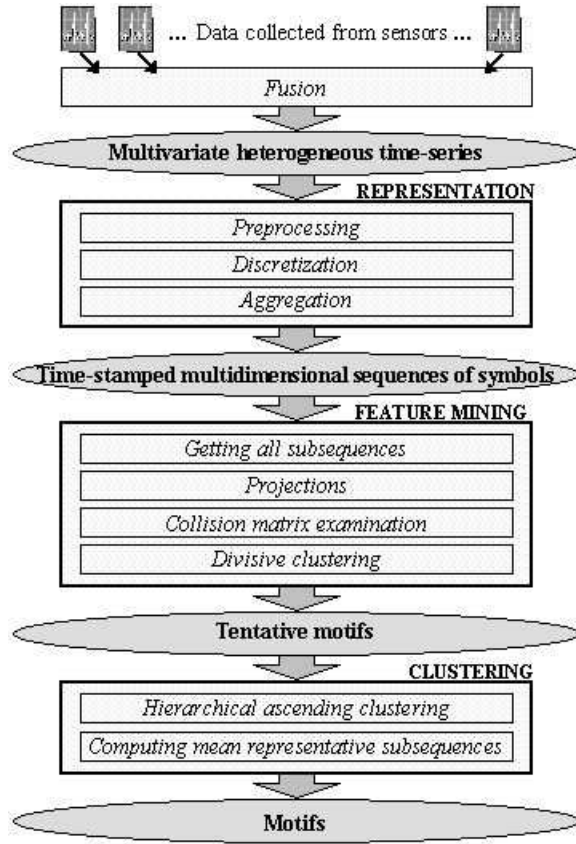 ... Data collected from sensors ...
Fusion
Multivariate heterogeneous time-series
REPRESENTATION
Preprocessing
Discretization
Aggregation
Time-stamped multidimensional sequences of symbols
FEATURE MINING
Getting all subsequences
Projections
Collision matrix examination
Divisive clustering
Tentative motifs
CLUSTERING
Hierarchical ascending clustering
Computing mean representative subsequences
Motifs